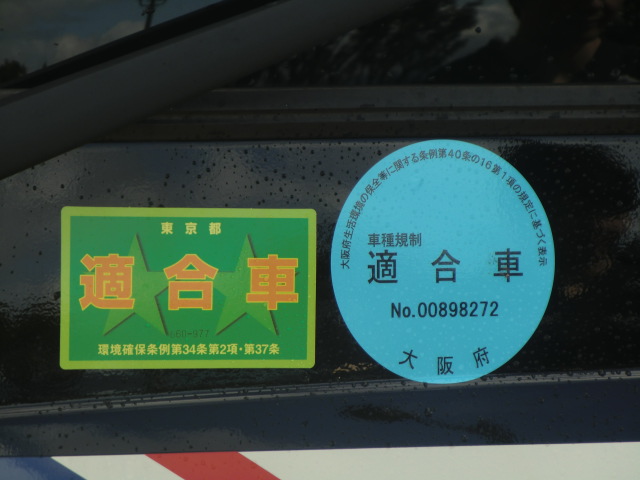 東京都
適合車
環境確保条例第34条第2項・第37条
大阪府生活環境の保全等に関する条例第40条の16第1項の規定に基づく表示
車種規制
適合車
No.00898272
大阪府